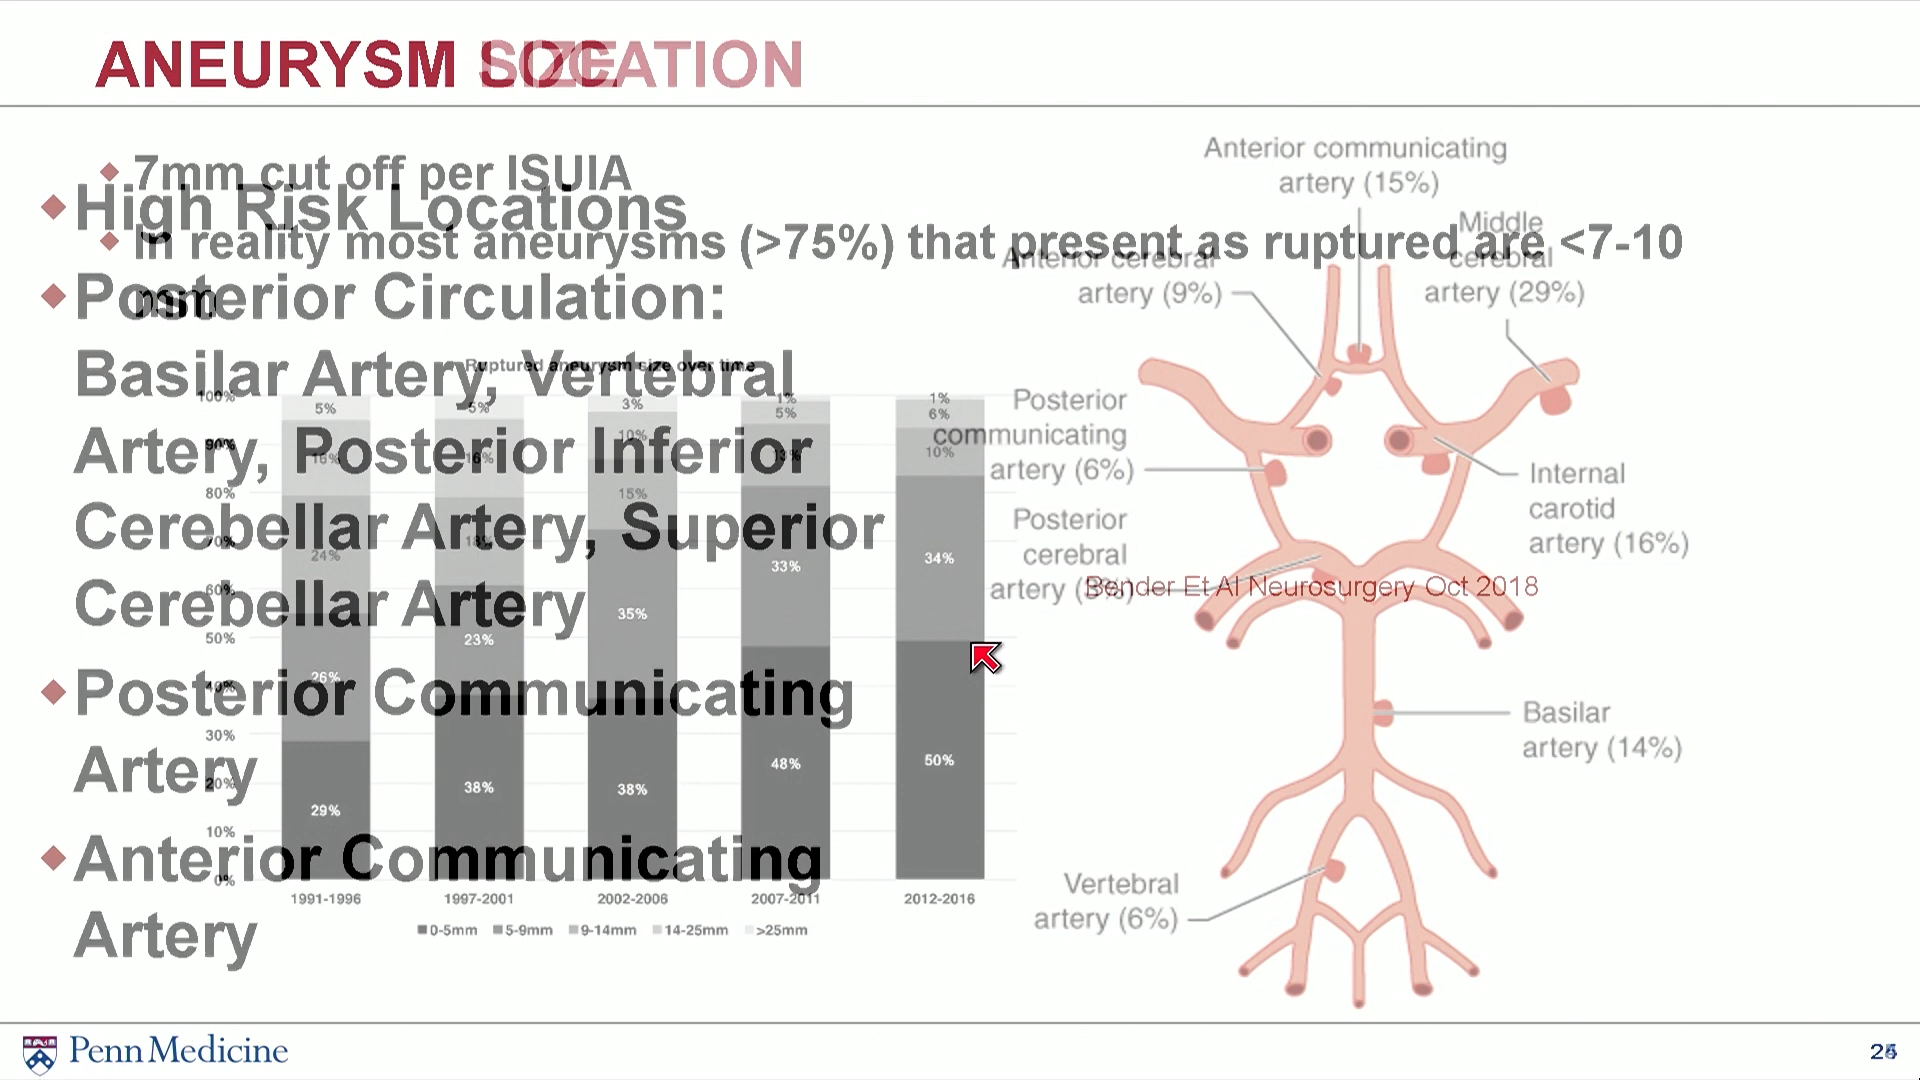 ANEURYSM SIZE
ANEURYSM LOCATION
7mm cut off per ISUIA
In reality most aneurysms (>75%) that present as ruptured are <7-10
mm
Ruptured aneurysm size over time
100%
90%
80%
70%
60%
50%
40%
30%
20%
10%
0%
5%
16%
24%
26%
29%
5%
16%
18%
23%
38%
3%
10%
15%
35%
38%
1%
5%
13%
33%
48%
1%
6%
10%
34%
50%
1991-1996
1997-2001
2002-2006
2007-2011
2012-2016
0-5mm
5-9mm
9-14mm
14-25mm
>25mm
Bender Et Al Neurosurgery Oct 2018
High Risk Locations
Posterior Circulation:
Basilar Artery, Vertebral
Artery, Posterior Inferior
Cerebellar Artery, Superior
Cerebellar Artery
Posterior Communicating
Artery
Anterior Communicating
Artery
Anterior communicating
artery (15%)
Middle
cerebral
artery (29%)
Anterior cerebral
artery (9%)
Posterior
communicating
artery (6%)
Internal
carotid
artery (16%)
Posterior
cerebral
artery
Basilar
artery (14%)
Vertebral
artery (6%)
Penn Medicine